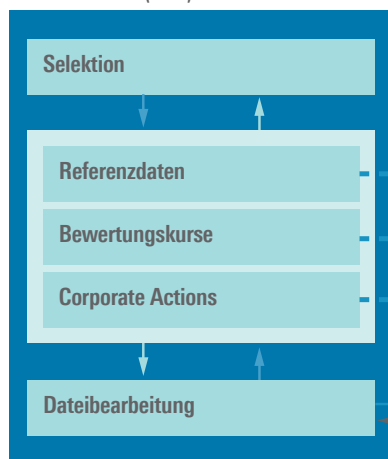 Selektion
Referenzdaten
Bewertungskurse
Corporate Actions
Dateibearbeitung